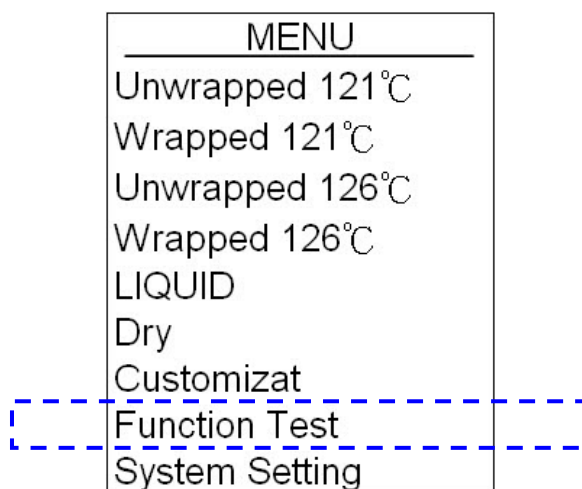 MENU
Unwrapped 121℃
Wrapped 121℃
Unwrapped 126℃
Wrapped 126℃
LIQUID
Dry
Customizat
Function Test
System Setting